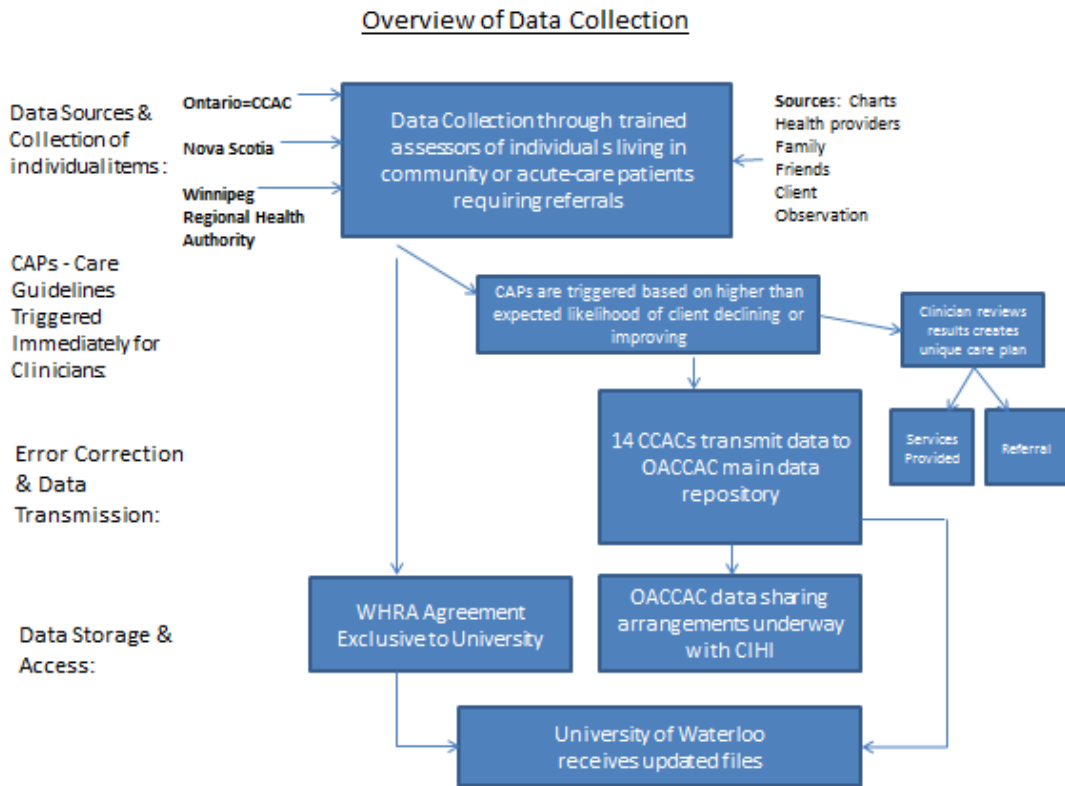 Overview of Data Collection
Data Sources &
Collection of
individual items:
Ontario=CCAC
Nova Scotia
Winnipeg
Regional Health
Authority
Data Collection through trained
assessors of individual s living in
community or acute-care patients
requiring referrals
Sources: Charts
Health providers
Family
Friends
Client
Observation
CAPs - Care
Guidelines
Triggered
Immediately for
Clinicians:
CAPs are triggered based on higher than
expected likelihood of client declining or
improving
Clinician reviews
results creates
unique care plan
Services
Provided
Referral
Error Correction
& Data
Transmission:
14 CCACs transmit data to
OACCAC main data
repository
Data Storage &
Access:
WHRA Agreement
Exclusive to University
OACCAC data sharing
arrangements underway
with CIHI
University of Waterloo
receives updated files